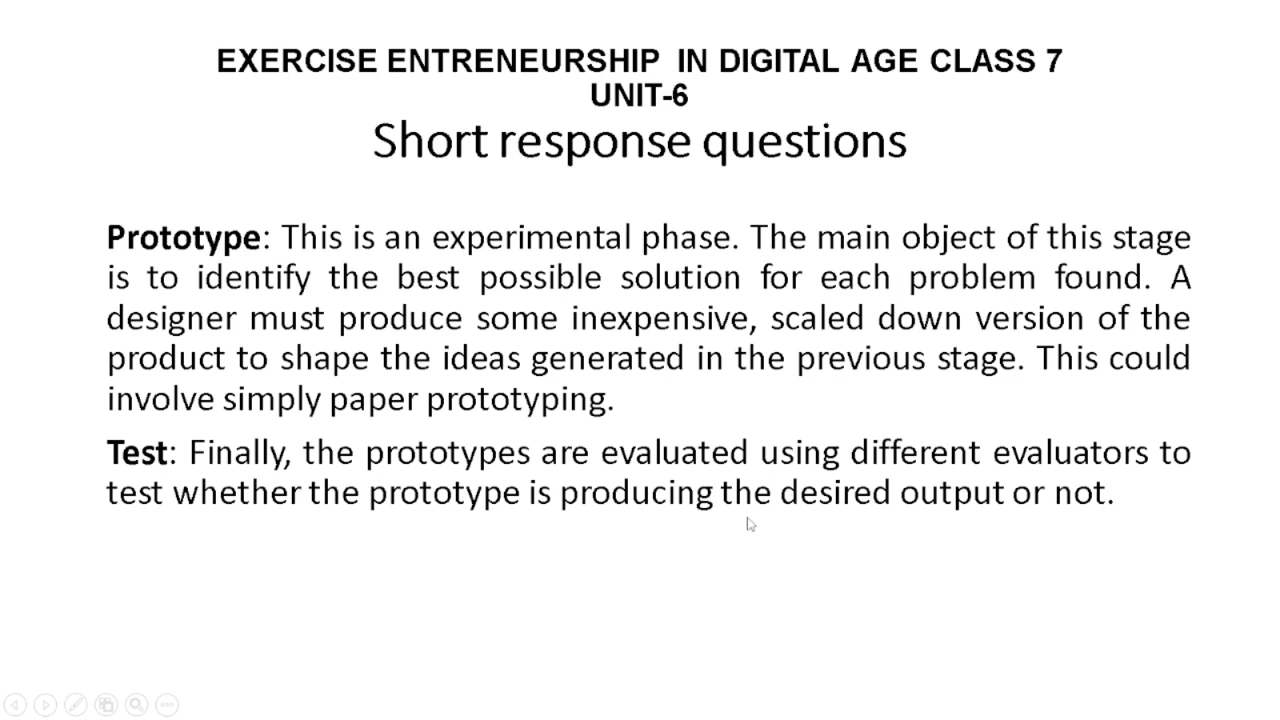 EXERCISE ENTRENEURSHIP IN DIGITAL AGE CLASS 7
UNIT-6
Short response questions
Prototype: This is an experimental phase. The main object of this stage
is to identify the best possible solution for each problem found. A
designer must produce some inexpensive, scaled down version of the
product to shape the ideas generated in the previous stage. This could
involve simply paper prototyping.
Test: Finally, the prototypes are evaluated using different evaluators to
test whether the prototype is producing the desired output or not.